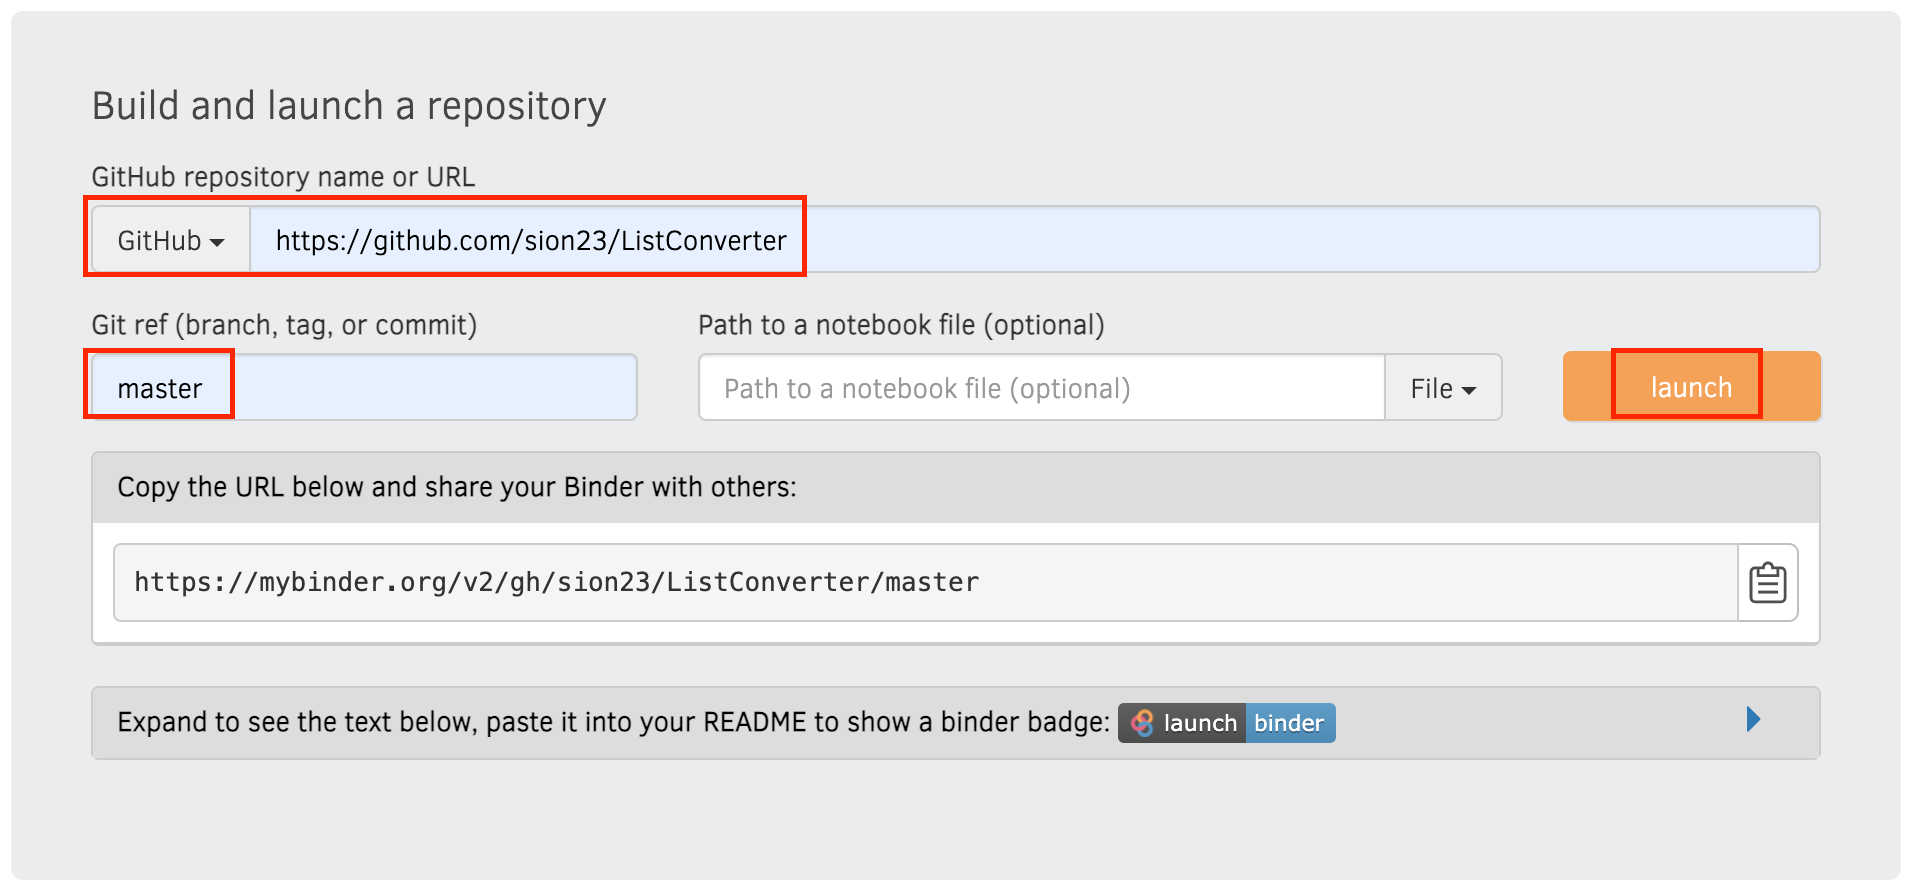 Build and launch a repository
GitHub repository name or URL
GitHub https://github.com/sion23/ListConverter
Git ref (branch, tag, or commit) Path to a notebook file (optional)
master Path to a notebook file (optional) File launch
Copy the URL below and share your Binder with others:
https://mybinder.org/v2/gh/sion23/ListConverter/master
Expand to see the text below, paste it into your README to show a binder badge: launch binder